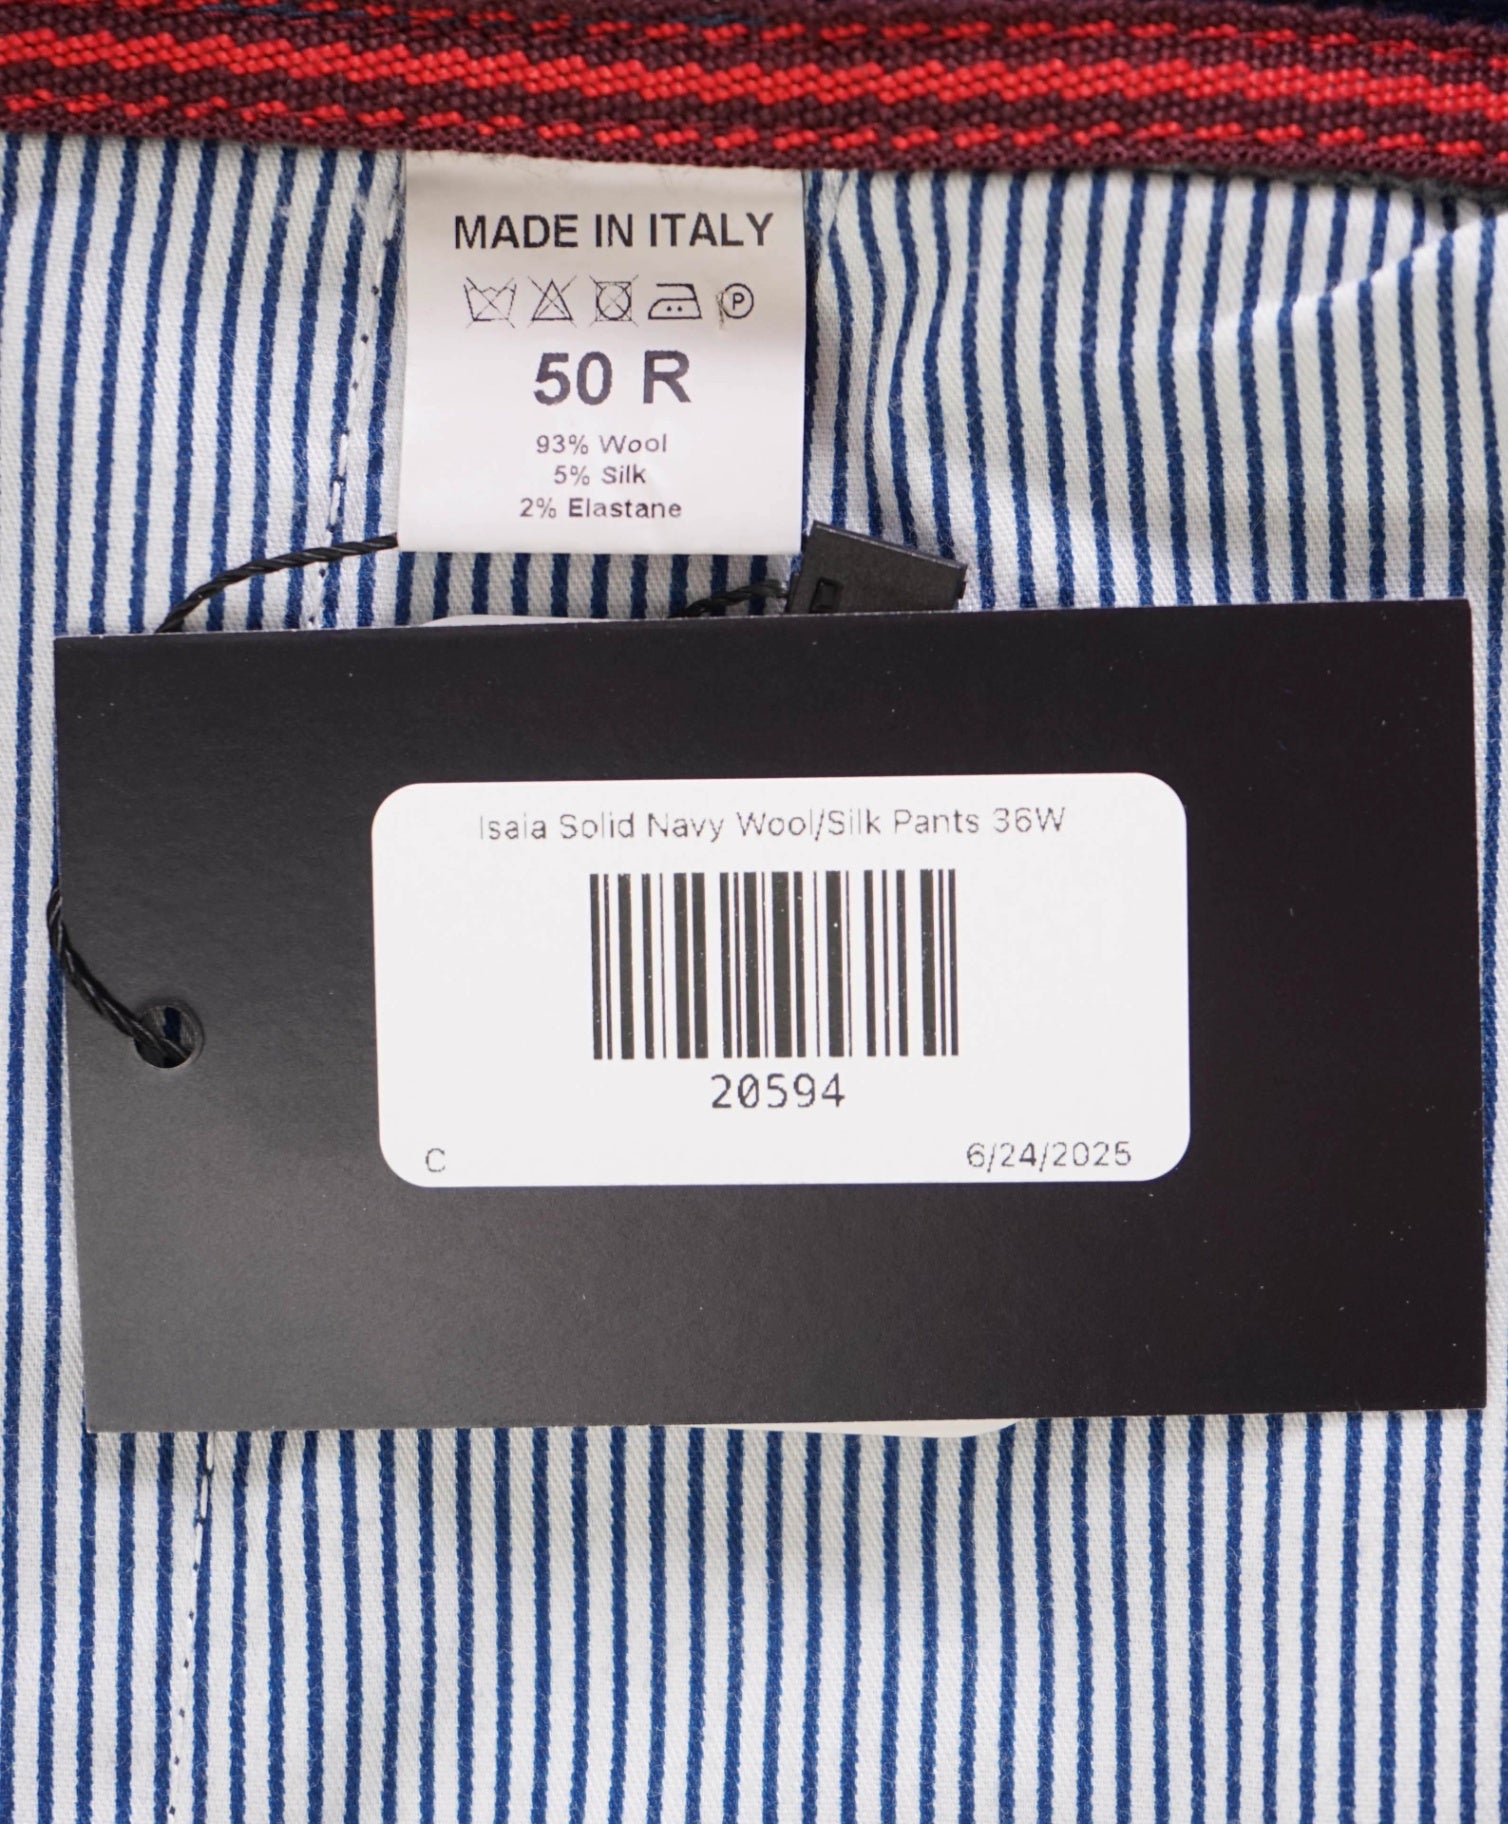 MADE IN ITALY
P
50 R
93% Wool
5% Silk
2% Elastane
Isaia Solid Navy Wool/Silk Pants 36W
20594
C
6/24/2025